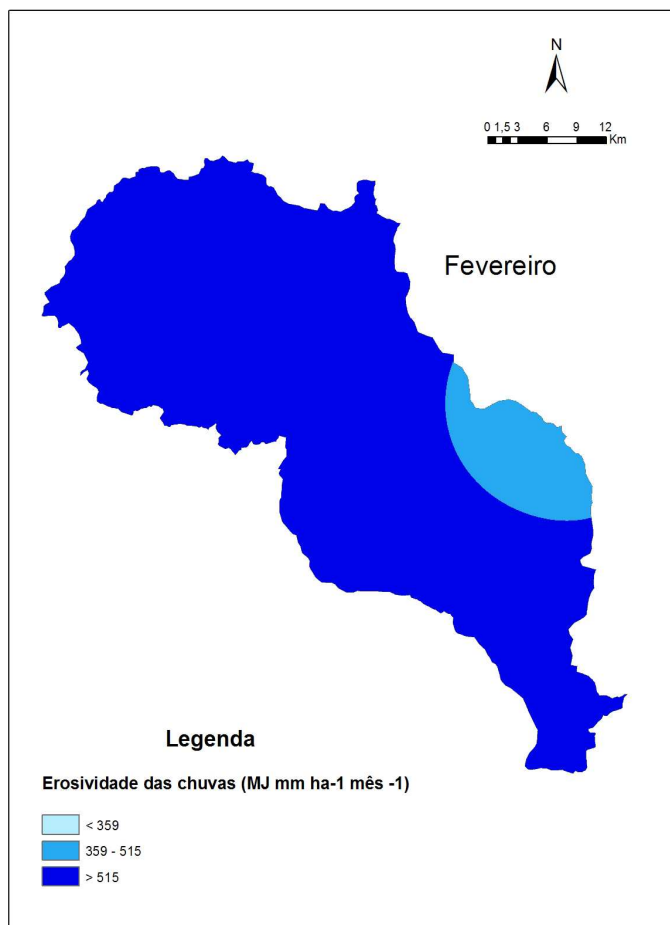 N
0 1,5 3 6 9 12
Km
Fevereiro
Legenda
Erosividade das chuvas (MJ mm ha-1 mês -1)
< 359
359 - 515
> 515